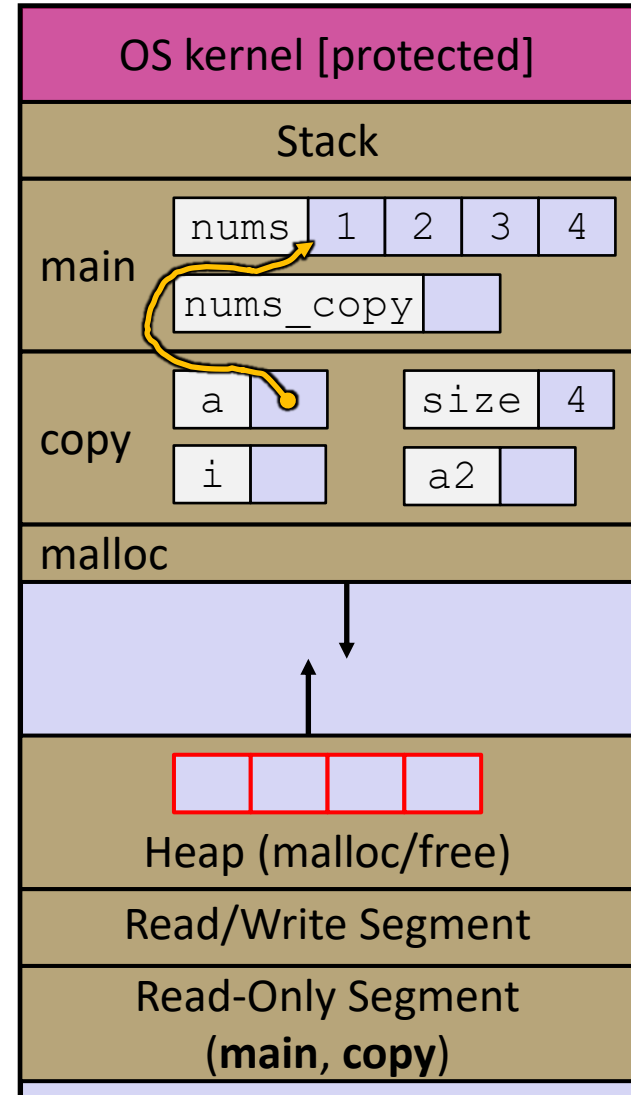 OS kernel [protected]
Stack
main
nums 1 2 3 4
nums_copy
copy
a size 4
i a2
malloc
Heap (malloc/free)
Read/Write Segment
Read-Only Segment
(main, copy)